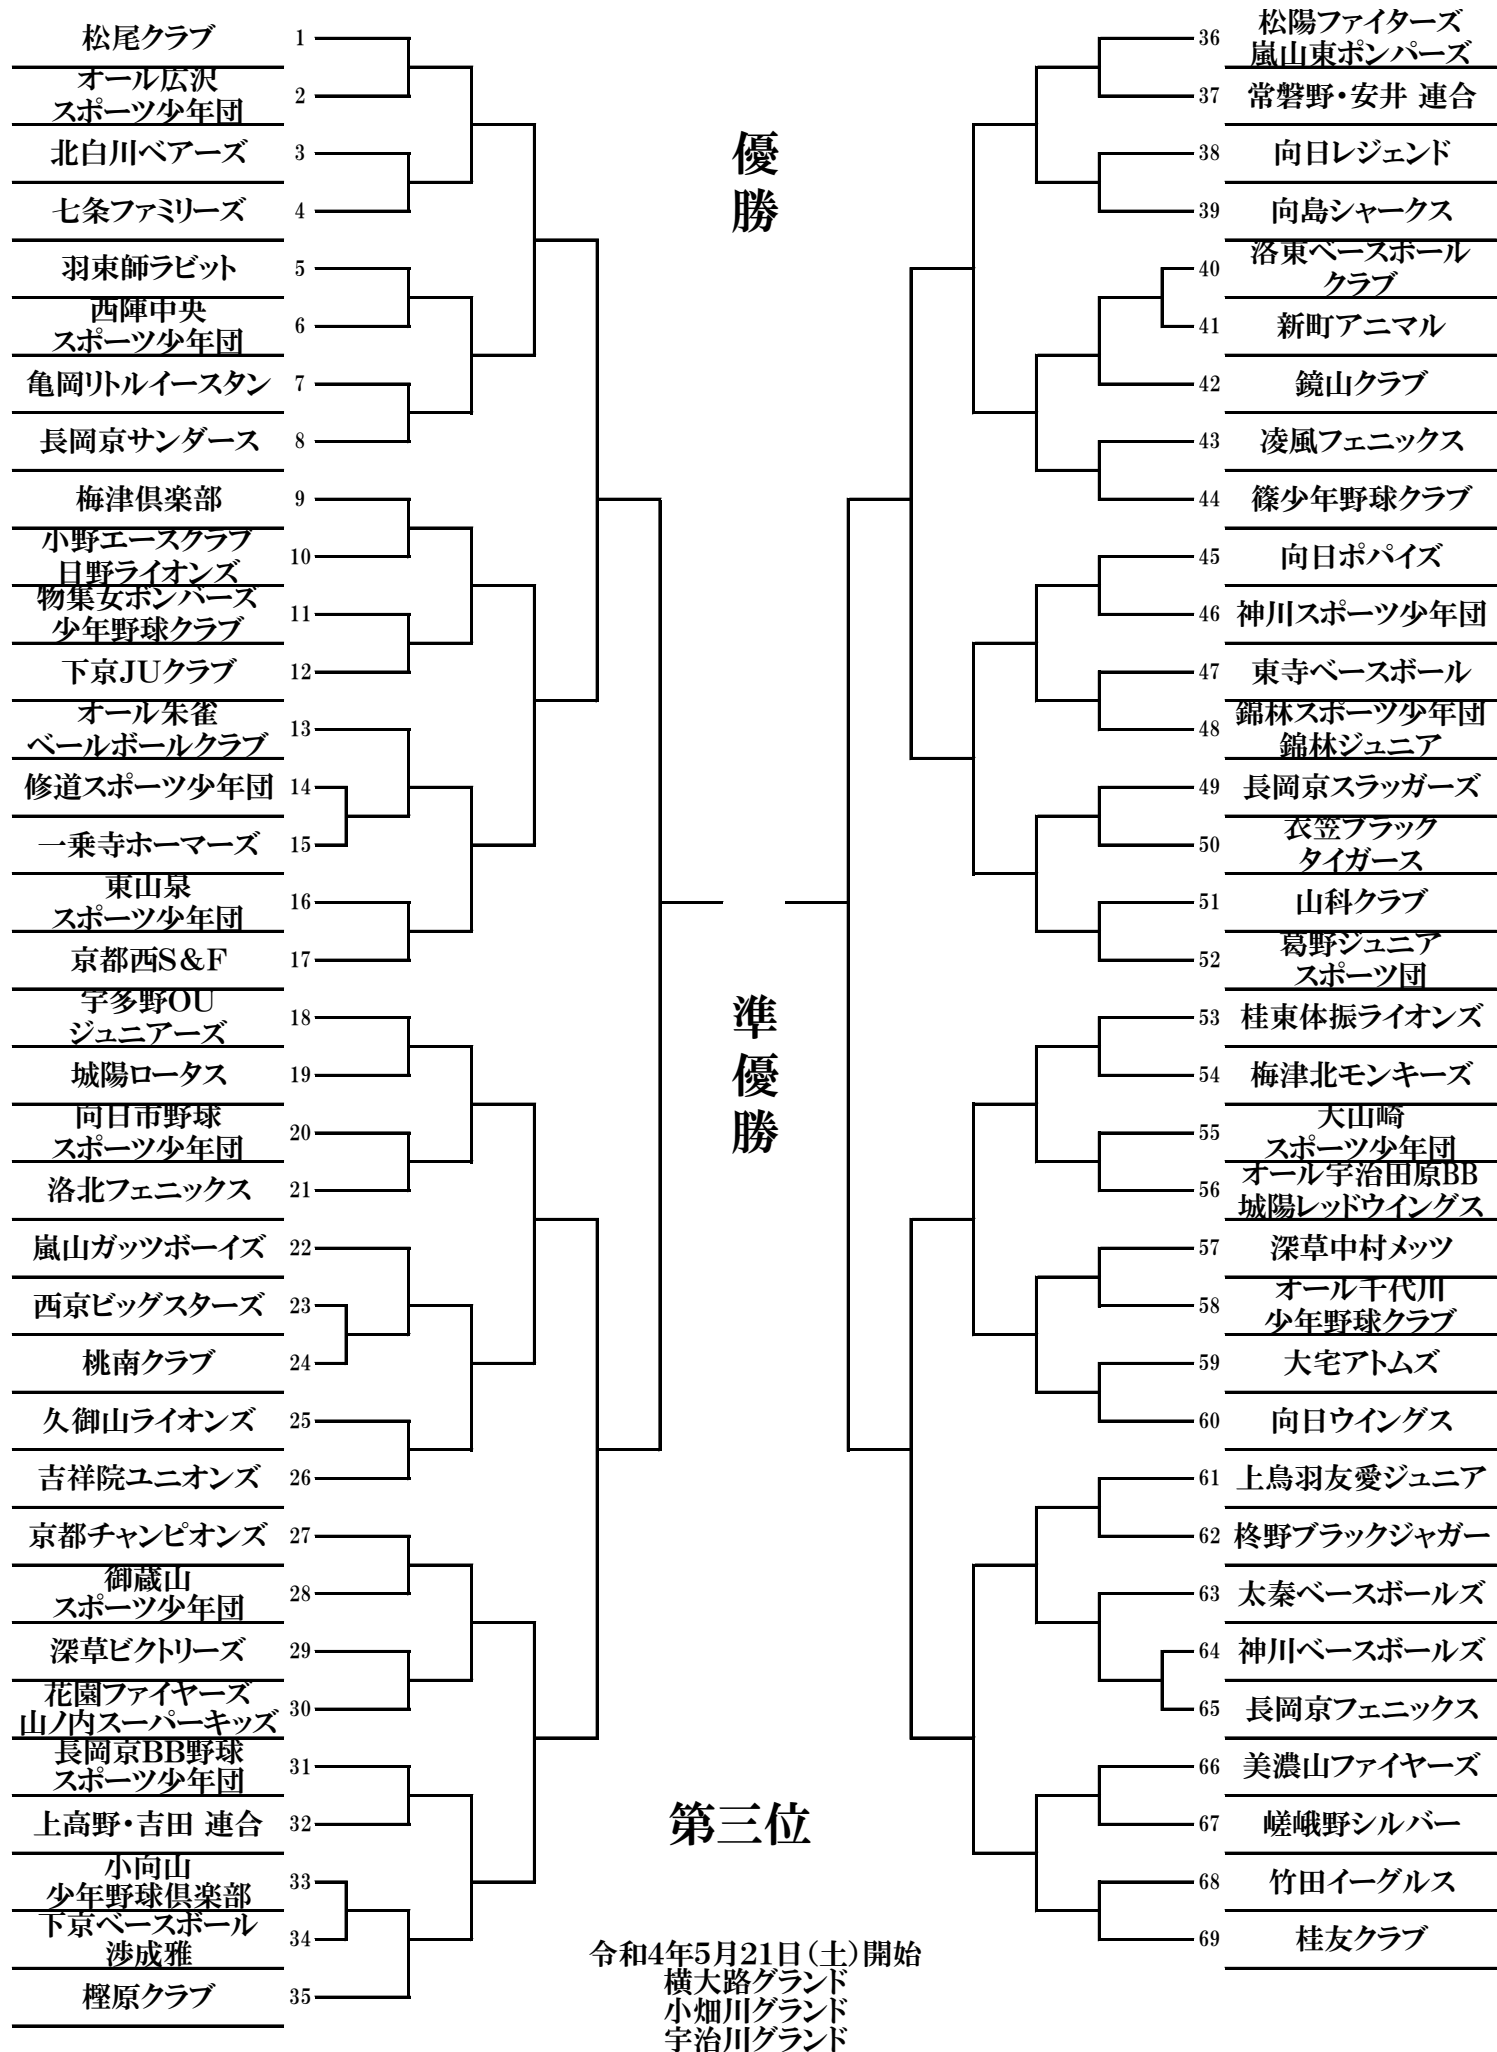 松尾クラブ 1
オール広沢
スポーツ少年団 2
北白川ベアーズ 3
七条ファミリーズ 4
羽束師ラビット 5
西陣中央
スポーツ少年団 6
亀岡リトルイースタン 7
長岡京サンダース 8
梅津倶楽部 9
小野エースクラブ
日野ライオンズ 10
物集女ボンバーズ
少年野球クラブ 11
下京JUクラブ 12
オール朱雀
ベールボールクラブ 13
修道スポーツ少年団 14
一乗寺ホーマーズ 15
東山泉
スポーツ少年団 16
京都西S&F 17
宇多野OU
ジュニアーズ 18
城陽ロータス 19
向日市野球
スポーツ少年団 20
洛北フェニックス 21
嵐山ガッツボーイズ 22
西京ビッグスターズ 23
桃南クラブ 24
久御山ライオンズ 25
吉祥院ユニオンズ 26
京都チャンピオンズ 27
御蔵山
スポーツ少年団 28
深草ビクトリーズ 29
花園ファイヤーズ
山ノ内スーパーキッズ 30
長岡京BB野球
スポーツ少年団 31
上高野・吉田 連合 32
小向山
少年野球倶楽部 33
下京ベースボール
渉成雅 34
樫原クラブ 35
優勝
準優勝
第三位
令和4年5月21日(土)開始
横大路グランド
小畑川グランド
宇治川グランド
36 松陽ファイターズ
嵐山東ポンパーズ
37 常磐野・安井 連合
38 向日レジェンド
39 向島シャークス
40 洛東ベースボール
クラブ
41 新町アニマル
42 鏡山クラブ
43 凌風フェニックス
44 篠少年野球クラブ
45 向日ポパイズ
46 神川スポーツ少年団
47 東寺ベースボール
48 錦林スポーツ少年団
錦林ジュニア
49 長岡京スラッガーズ
50 衣笠ブラック
タイガース
51 山科クラブ
52 葛野ジュニア
スポーツ団
53 桂東体振ライオンズ
54 梅津北モンキーズ
55 大山崎
スポーツ少年団
56 オール宇治田原BB
城陽レッドウイングス
57 深草中村メッツ
58 オール千代川
少年野球クラブ
59 大宅アトムズ
60 向日ウイングス
61 上鳥羽友愛ジュニア
62 柊野ブラックジャガー
63 太秦ベースボールズ
64 神川ベースボールズ
65 長岡京フェニックス
66 美濃山ファイヤーズ
67 嵯峨野シルバー
68 竹田イーグルス
69 桂友クラブ